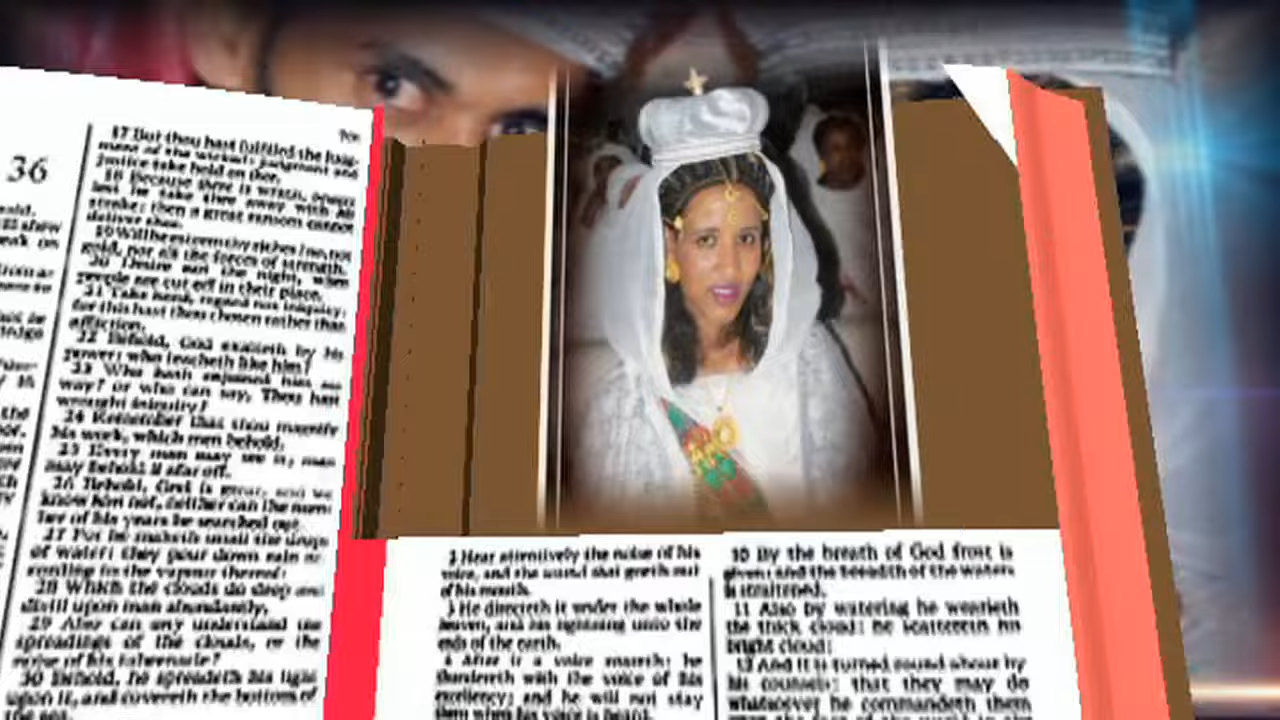 36
17 But thou hast fulfilled the judg-
ment of the wicked: judgment and
justice take hold on thee.
18 Because there is wrath, beware
lest he take thee away with his
stroke: then a great ransom cannot
deliver thee.
19 Will he esteem thy riches? no, not
gold, nor all the forces of strength.
20 Desire not the night, when
people are cut off in their place.
21 Take heed, regard not iniquity:
for this hast thou chosen rather than
affliction.
22 Behold, God exalteth by his
power: who teacheth like him?
23 Who hath enjoined him his
way? or who can say, Thou hast
wrought iniquity?
24 Remember that thou magnify
his work, which men behold.
25 Every man may see it; man
may behold it afar off.
26 Behold, God is great, and we
know him not, neither can the num-
ber of his years be searched out.
27 For he maketh small the drops
of water: they pour down rain ac-
cording to the vapour thereof:
28 Which the clouds do drop and
distil upon man abundantly.
29 Also can any understand the
spreadings of the clouds, or the
noise of his tabernacle?
30 Behold, he spreadeth his light
upon it, and covereth the bottom of
the sea.
2 Hear attentively the noise of his
voice, and the sound that goeth out
of his mouth.
3 He directeth it under the whole
heaven, and his lightning unto the
ends of the earth.
4 After it a voice roareth: he
thundereth with the voice of his
excellency; and he will not stay
them when his voice is heard.
10 By the breath of God frost is
given: and the breadth of the waters
is straitened.
11 Also by watering he wearieth
the thick cloud: he scattereth his
bright cloud:
12 And it is turned round about by
his counsels: that they may do
whatsoever he commandeth them